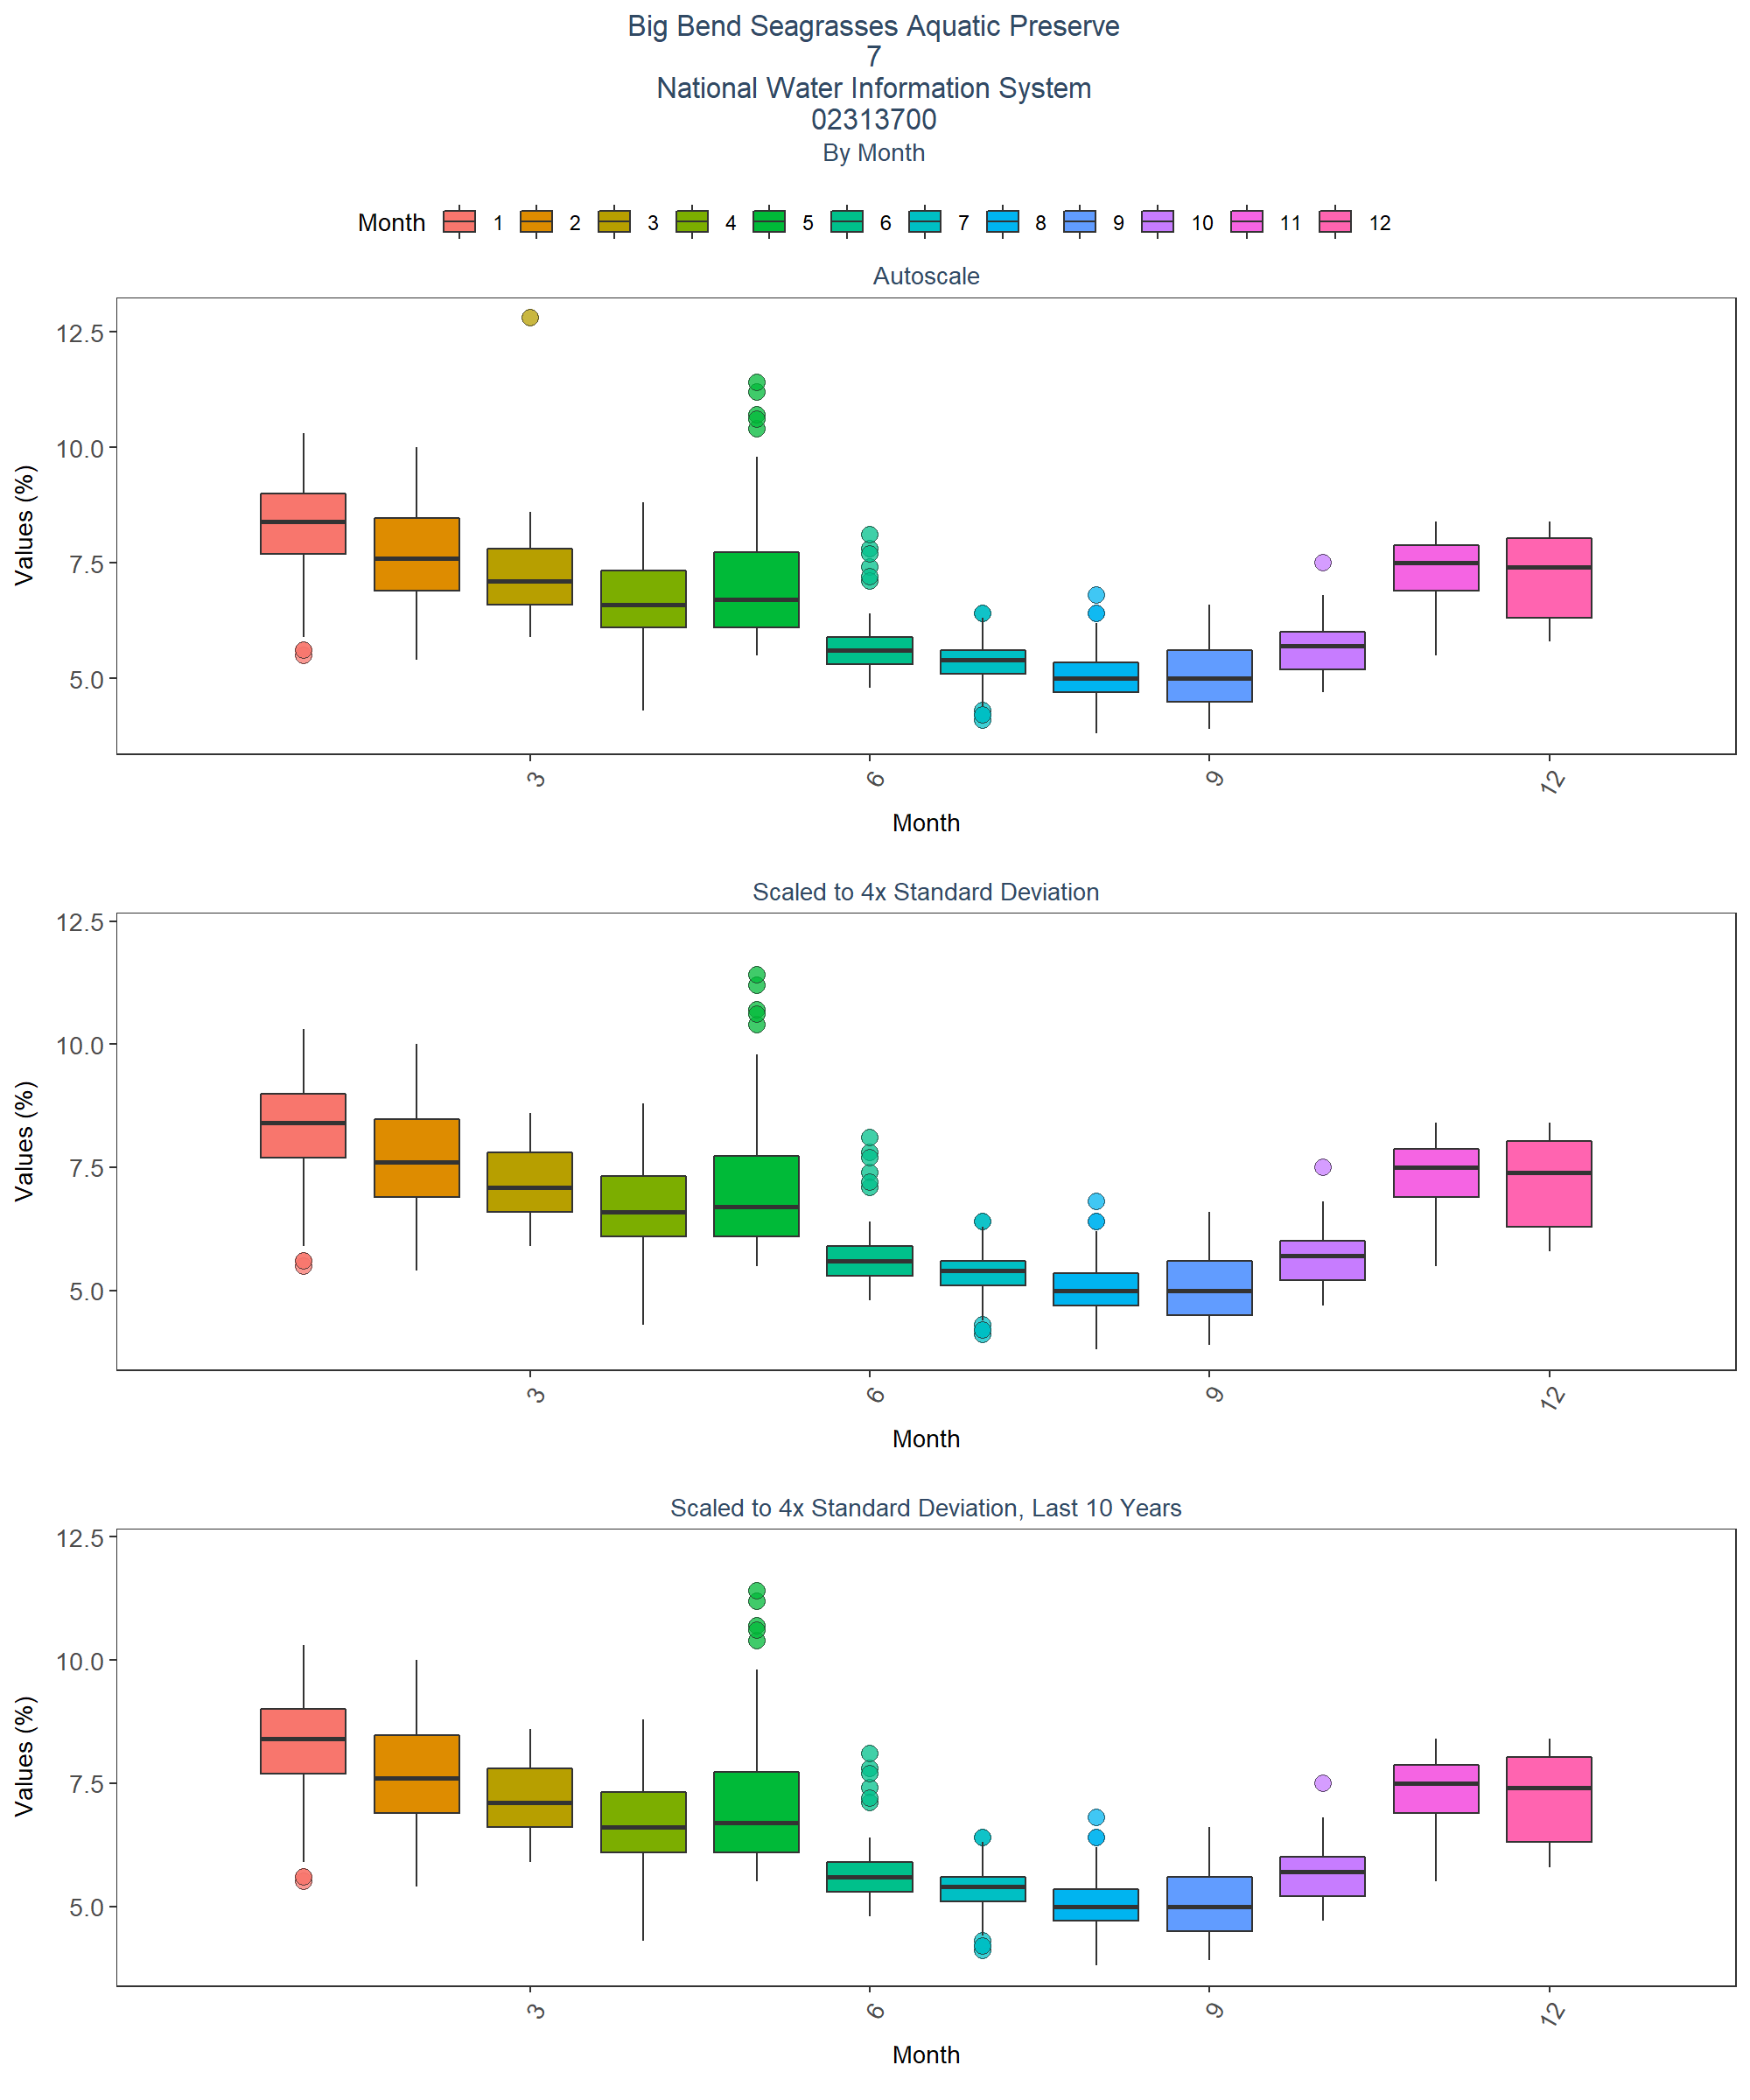 Big Bend Seagrasses Aquatic Preserve
7
National Water Information System
02313700
By Month
Month 1 2 3 4 5 6 7 8 9 10 11 12
Autoscale
12.5
10.0
7.5
5.0
Values (%)
3 6 9 12
Month
Scaled to 4x Standard Deviation
12.5
10.0
7.5
5.0
Values (%)
3 6 9 12
Month
Scaled to 4x Standard Deviation, Last 10 Years
12.5
10.0
7.5
5.0
Values (%)
3 6 9 12
Month